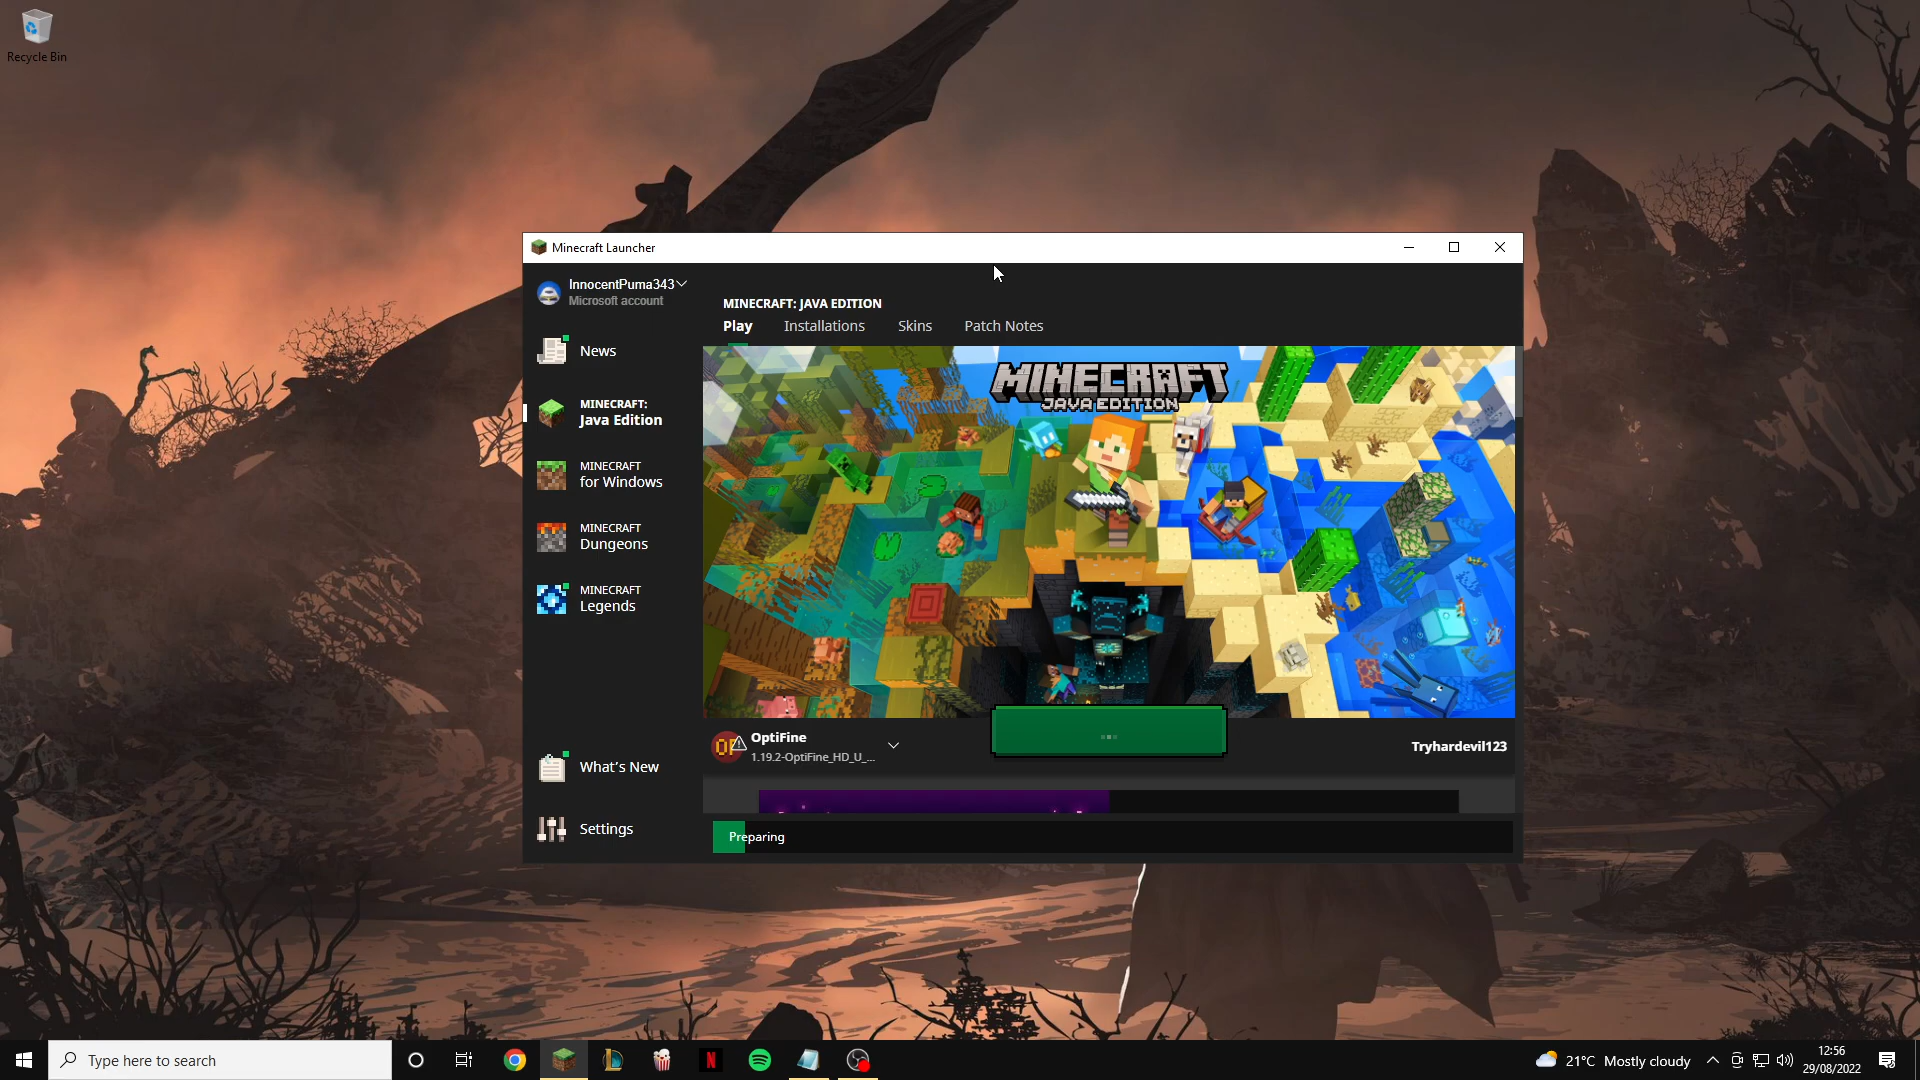 Recycle Bin
Minecraft Launcher
InnocentPuma343
Microsoft account
News
MINECRAFT:
Java Edition
MINECRAFT
for Windows
MINECRAFT
Dungeons
MINECRAFT
Legends
What's New
Settings
MINECRAFT: JAVA EDITION
Play Installations Skins Patch Notes
MINECRAFT
JAVA EDITION
OptiFine
1.19.2-OptiFine_HD_U_...
...
Tryhardevil123
Preparing
Type here to search
21°C Mostly cloudy
12:56
29/08/2022